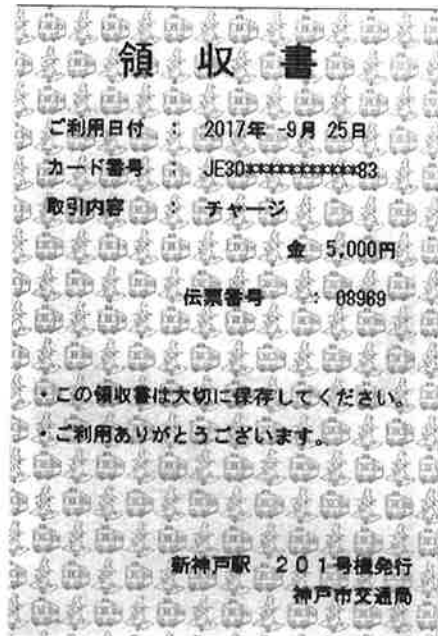 領収書
ご利用日付 : 2017年 -9月 25日
カード番号 : JE30***********83
取引内容 : チャージ
金 5,000円
伝票番号 : 08969
・この領収書は大切に保存してください。
・ご利用ありがとうございます。
新神戸駅 201号機発行
神戸市交通局